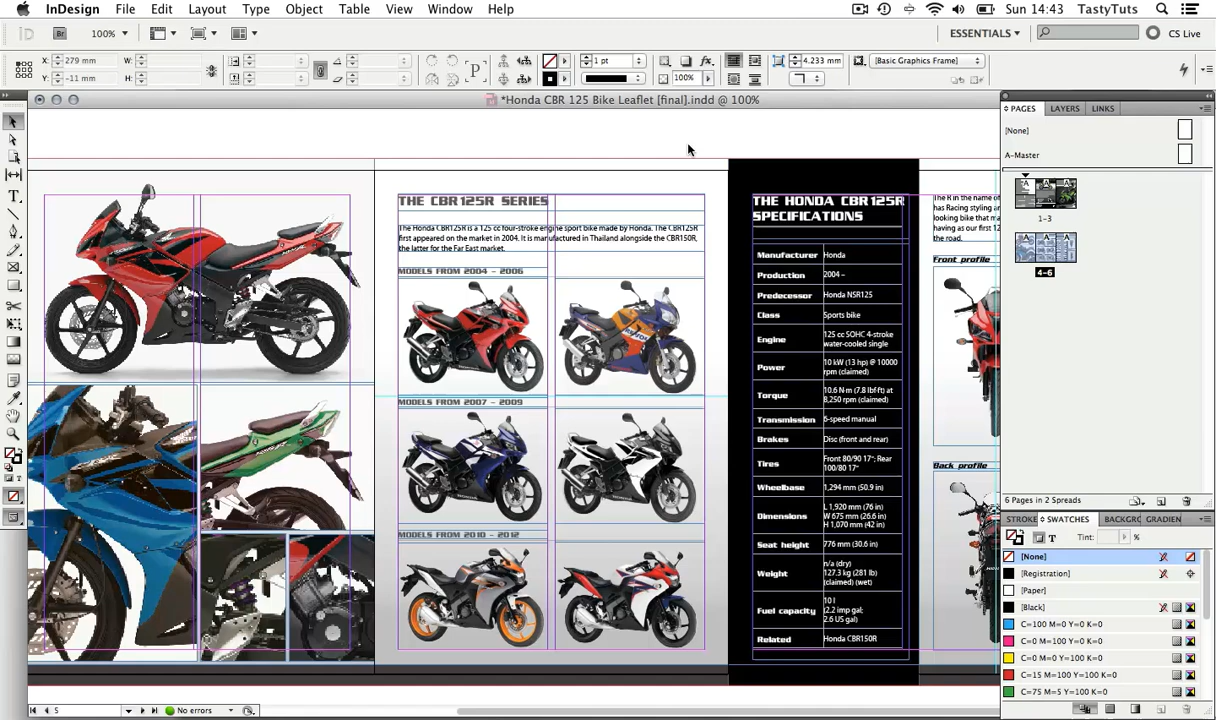 InDesign File Edit Layout Type Object Table View Window Help
Sun 14:43 TastyTuts
Br 100% ESSENTIALS CS Live
X: 279 mm W: 1 pt 4.233 mm [Basic Graphics Frame]
Y: -11 mm H: 100%
*Honda CBR 125 Bike Leaflet [final].indd @ 100%
THE CBR125R SERIES
The Honda CBR125R is a 125 cc four-stroke engine sport bike made by Honda. The CBR125R
first appeared on the market in 2004. It is manufactured in Thailand alongside the CBR150R,
the latter for the Far East market.
MODELS FROM 2004 - 2006
MODELS FROM 2007 - 2009
MODELS FROM 2010 - 2012
THE HONDA CBR125R
SPECIFICATIONS
Manufacturer Honda
Production 2004 –
Predecessor Honda NSR125
Class Sports bike
Engine 125 cc SOHC 4-stroke
water-cooled single
Power 10 kW (13 hp) @ 10000
rpm (claimed)
Torque 10.6 N·m (7.8 lbf·ft) at
8,250 rpm (claimed)
Transmission 6-speed manual
Brakes Disc (front and rear)
Tires Front 80/90 17"; Rear
100/80 17"
Wheelbase 1,294 mm (50.9 in)
Dimensions L 1,920 mm (76 in)
W 675 mm (26.6 in)
H 1,070 mm (42 in)
Seat height 776 mm (30.6 in)
Weight n/a (dry)
127.3 kg (281 lb)
(claimed) (wet)
Fuel capacity 10 l
(2.2 imp gal;
2.6 US gal)
Related Honda CBR150R
The R in the name of
has Racing styling ar
looking bike that ma
having as our first 12
the road.
Front profile
Back profile
PAGES LAYERS LINKS
[None]
A-Master
A A A
1-3
A A A
4-6
6 Pages in 2 Spreads
STROKE SWATCHES BACKGRO GRADIEN
T Tint: %
[None]
[Registration]
[Paper]
[Black]
C=100 M=0 Y=0 K=0
C=0 M=100 Y=0 K=0
C=0 M=0 Y=100 K=0
C=15 M=100 Y=100 K=0
C=75 M=5 Y=100 K=0
5 No errors